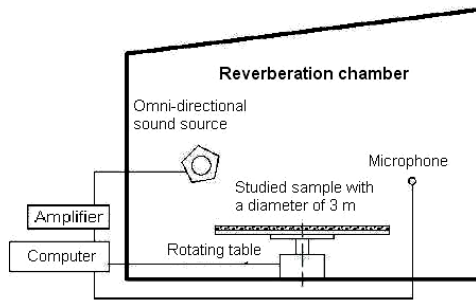 Reverberation chamber
Omni-directional
sound source
Microphone
Studied sample with
a diameter of 3 m
Amplifier
Computer
Rotating table